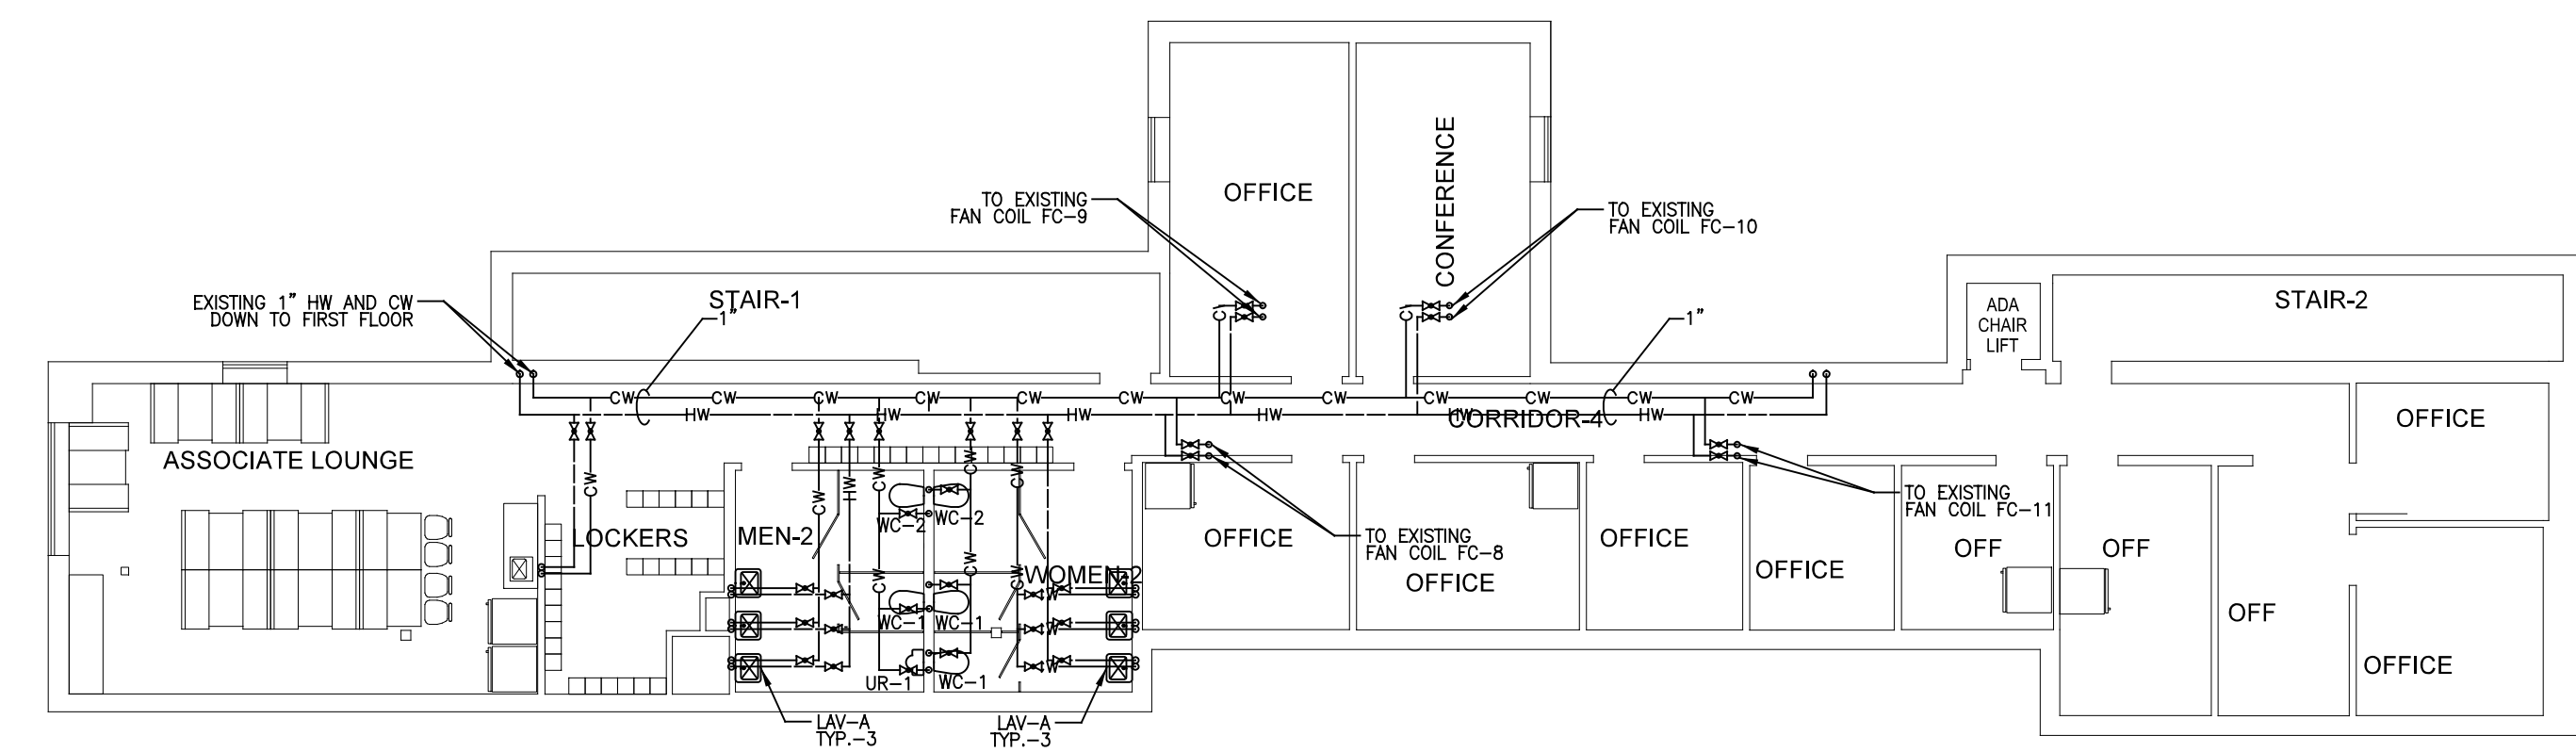 OFFICE
CONFERENCE
TO EXISTING
FAN COIL FC-9
TO EXISTING
FAN COIL FC-10
EXISTING 1" HW AND CW
DOWN TO FIRST FLOOR
STAIR-1
1"
1"
ADA
CHAIR
LIFT
STAIR-2
C
C
CW
CW
CW
CW
CW
CW
CW
CW
CW
CW
CW
CW
HW
HW
HW
HW
HW
HW
CORRIDOR-4
OFFICE
ASSOCIATE LOUNGE
CW
CW
HW
CW
CW
CW
TO EXISTING
FAN COIL FC-11
WC-2
WC-2
LOCKERS
MEN-2
OFFICE
TO EXISTING
FAN COIL FC-8
OFFICE
OFFICE
OFF
OFF
CW
CW
CW
WOMEN-2
OFFICE
OFF
WC-1
WC-1
W
W
W
UR-1
WC-1
OFFICE
LAV-A
TYP.-3
LAV-A
TYP.-3